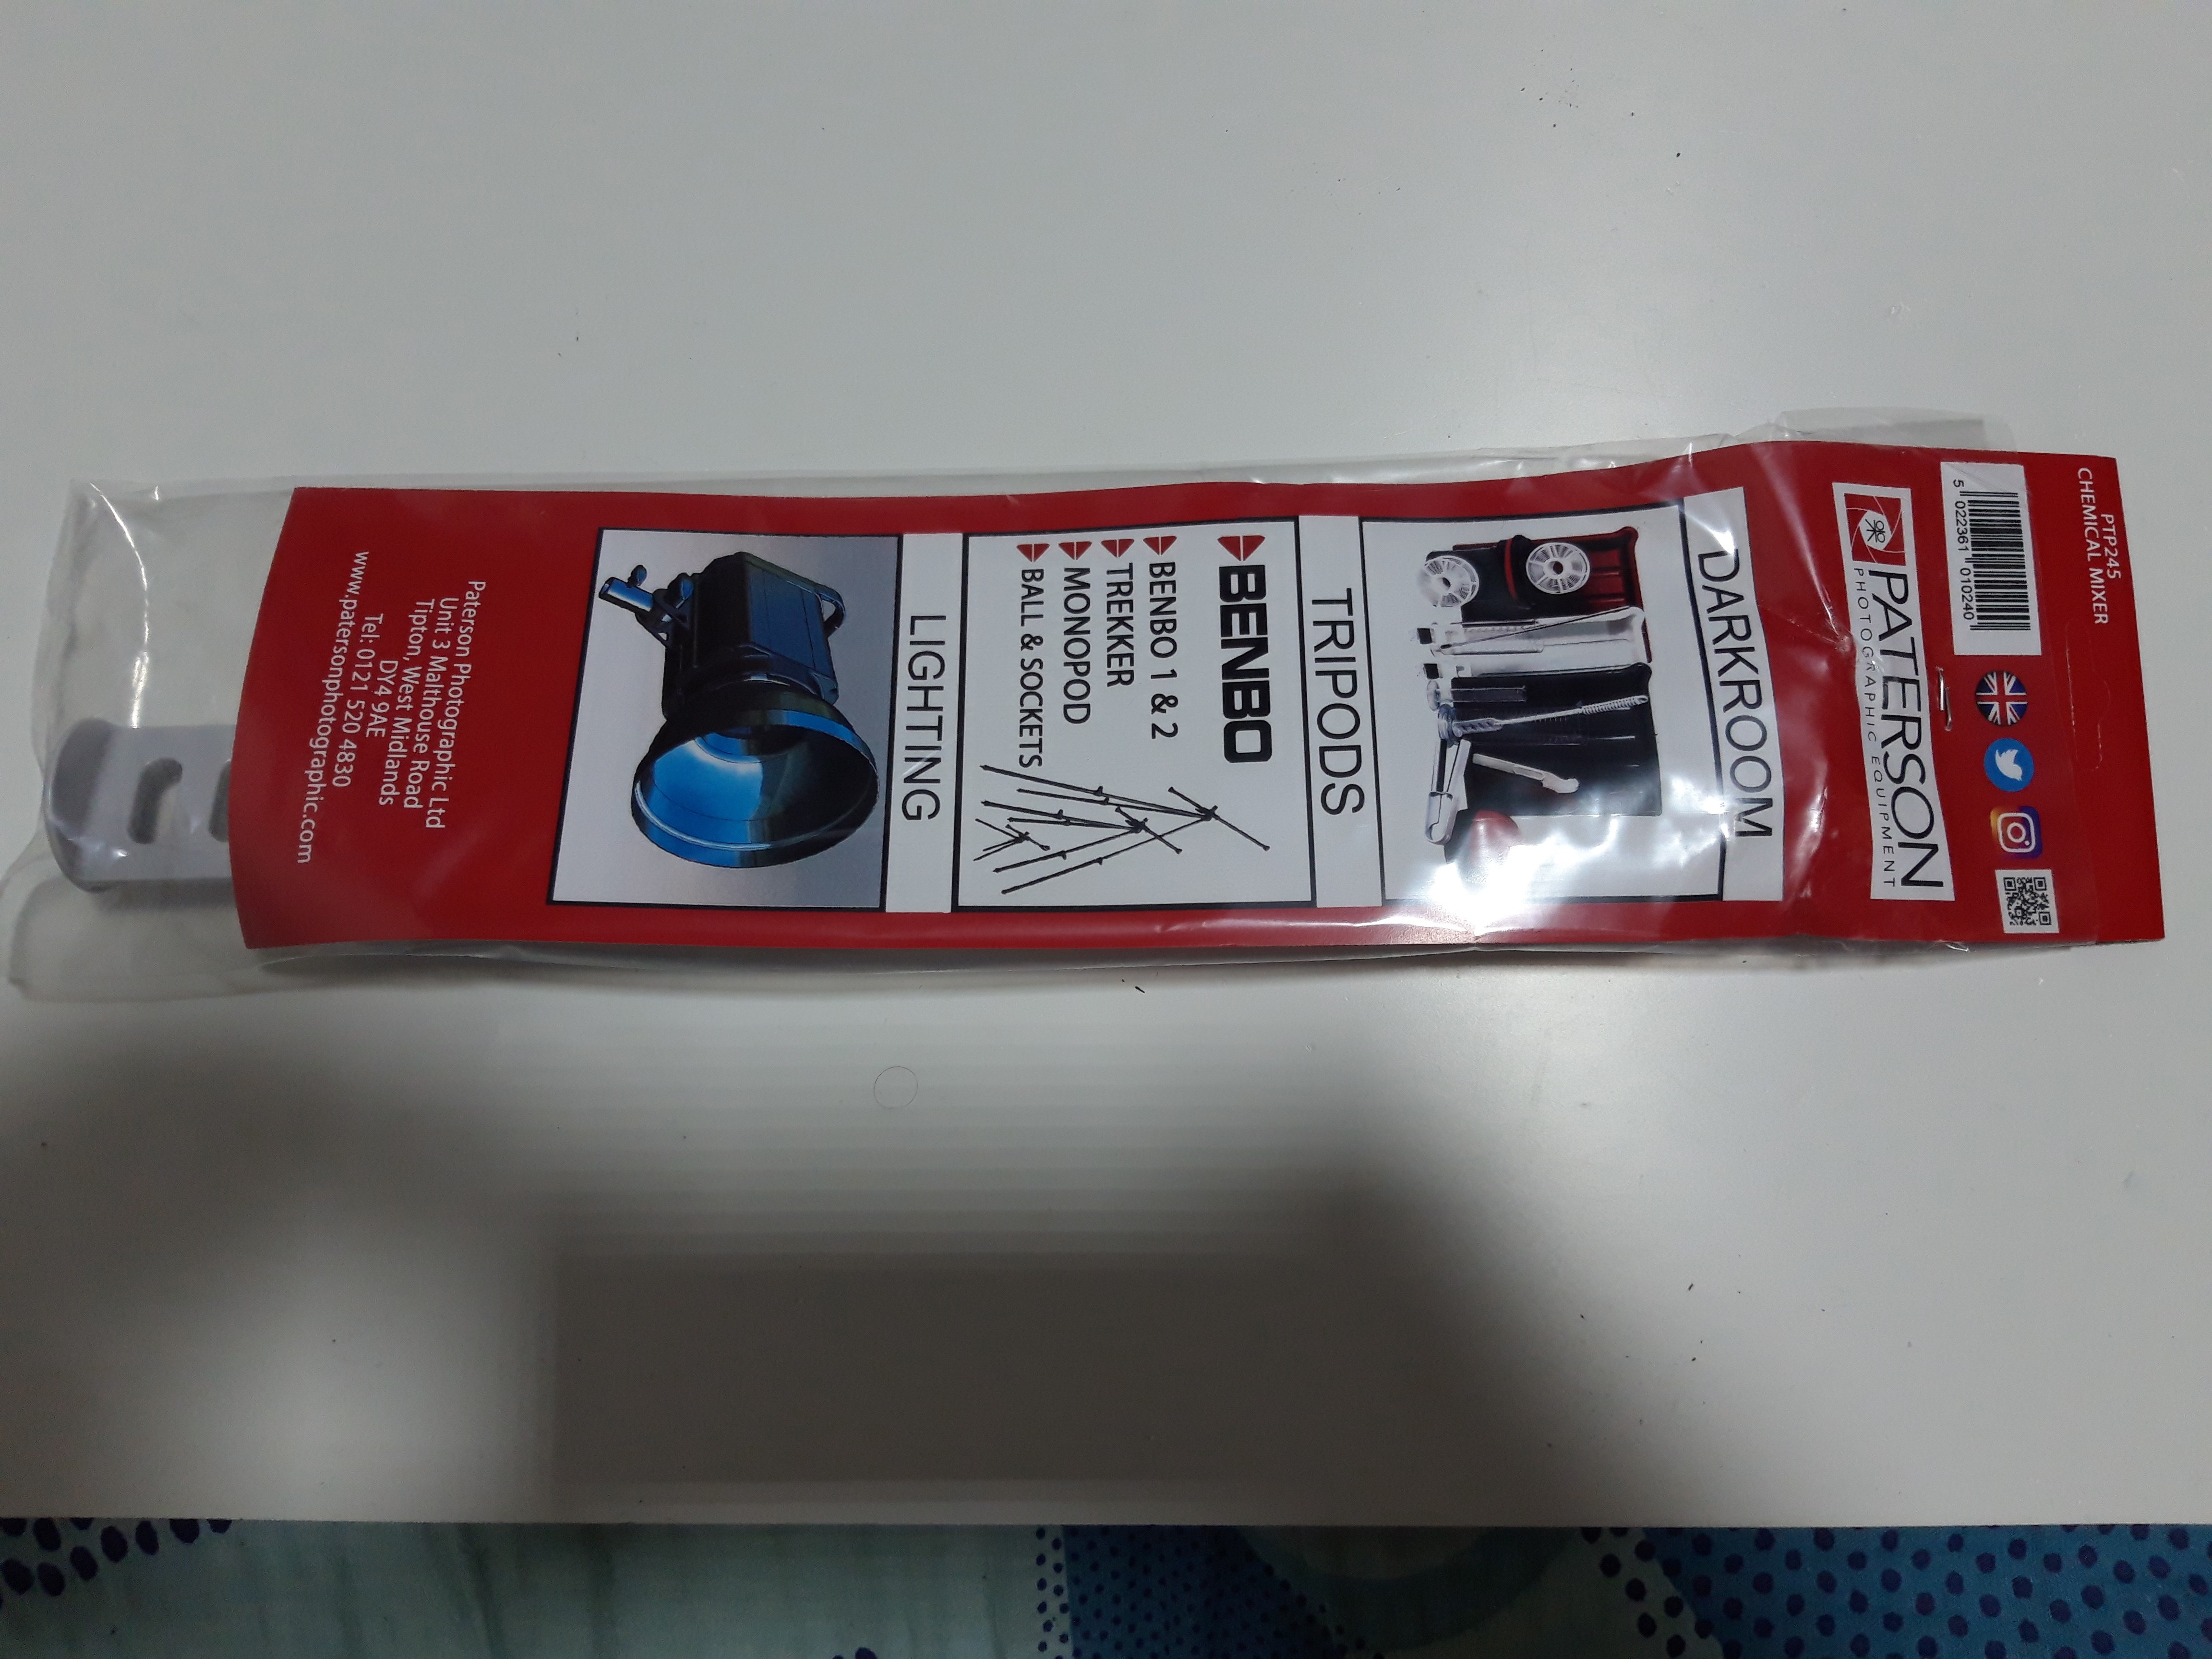 PTP245
CHEMICAL MIXER
5 022361 010240
PATERSON
PHOTOGRAPHIC EQUIPMENT
DARKROOM
TRIPODS
BENBO
BENBO 1 & 2
TREKKER
MONOPOD
BALL & SOCKETS
LIGHTING
Paterson Photographic Ltd
Unit 3 Malthouse Road
Tipton, West Midlands
DY4 9AE
Tel: 0121 520 4830
www.patersonphotographic.com